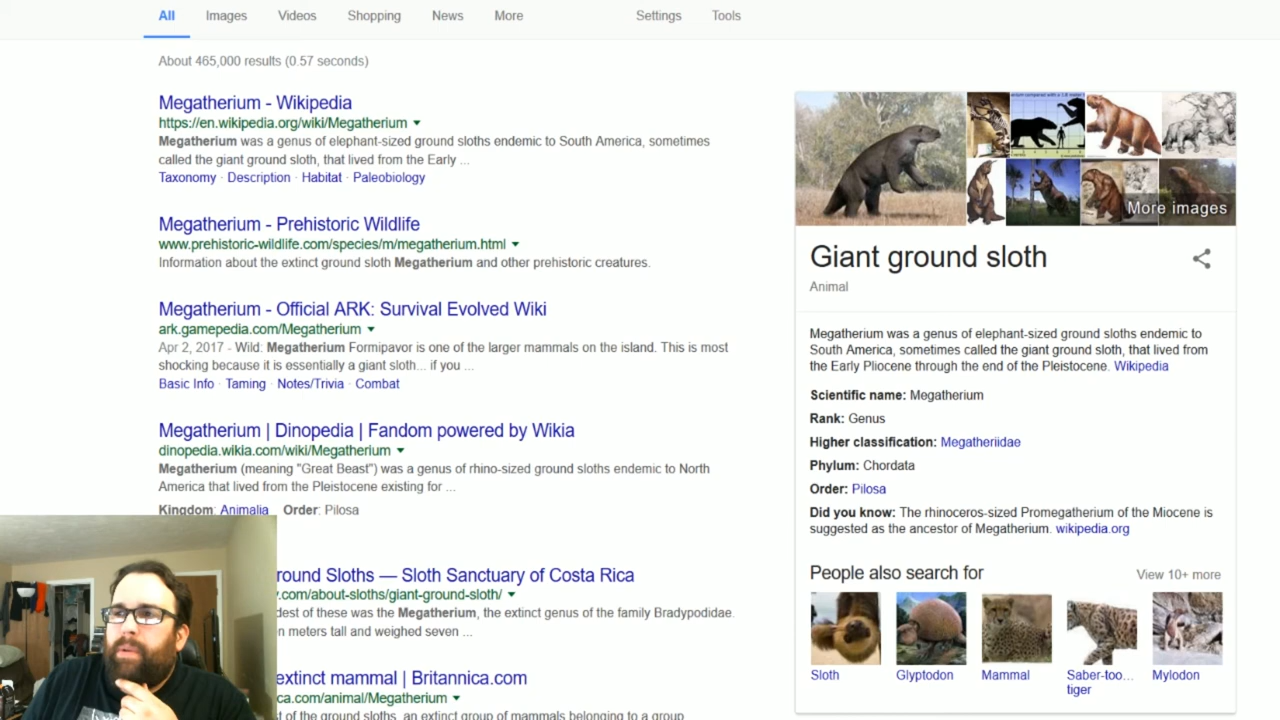 All Images Videos Shopping News More Settings Tools
About 465,000 results (0.57 seconds)
Megatherium - Wikipedia
https://en.wikipedia.org/wiki/Megatherium
Megatherium was a genus of elephant-sized ground sloths endemic to South America, sometimes
called the giant ground sloth, that lived from the Early ...
Taxonomy · Description · Habitat · Paleobiology
Megatherium - Prehistoric Wildlife
www.prehistoric-wildlife.com/species/m/megatherium.html
Information about the extinct ground sloth Megatherium and other prehistoric creatures.
Megatherium - Official ARK: Survival Evolved Wiki
ark.gamepedia.com/Megatherium
Apr 2, 2017 - Wild: Megatherium Formipavor is one of the larger mammals on the island. This is most
shocking because it is essentially a giant sloth... if you ...
Basic Info · Taming · Notes/Trivia · Combat
Megatherium | Dinopedia | Fandom powered by Wikia
dinopedia.wikia.com/wiki/Megatherium
Megatherium (meaning "Great Beast") was a genus of rhino-sized ground sloths endemic to North
America that lived from the Pleistocene existing for ...
Kingdom: Animalia Order: Pilosa
round Sloths — Sloth Sanctuary of Costa Rica
.com/about-sloths/giant-ground-sloth/
dest of these was the Megatherium, the extinct genus of the family Bradypodidae.
n meters tall and weighed seven ...
extinct mammal | Britannica.com
ca.com/animal/Megatherium
st of the ground sloths, an extinct group of mammals belonging to a group
More images
Giant ground sloth
Animal
Megatherium was a genus of elephant-sized ground sloths endemic to
South America, sometimes called the giant ground sloth, that lived from
the Early Pliocene through the end of the Pleistocene. Wikipedia
Scientific name: Megatherium
Rank: Genus
Higher classification: Megatheriidae
Phylum: Chordata
Order: Pilosa
Did you know: The rhinoceros-sized Promegatherium of the Miocene is
suggested as the ancestor of Megatherium. wikipedia.org
People also search for View 10+ more
Sloth Glyptodon Mammal Saber-too... tiger Mylodon